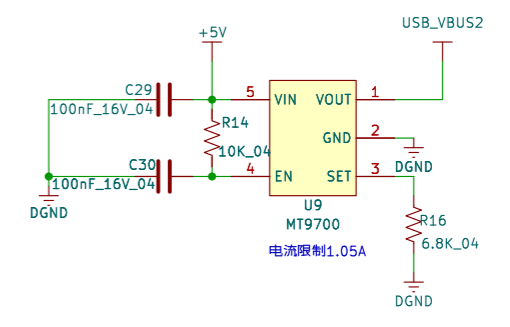 USB_VBUS2
+5V
C29
100nF_16V_04
5
VIN
VOUT
1
R14
10K_04
GND
2
DGND
C30
100nF_16V_04
4
EN
SET
3
DGND
U9
MT9700
R16
6.8K_04
电流限制1.05A
DGND